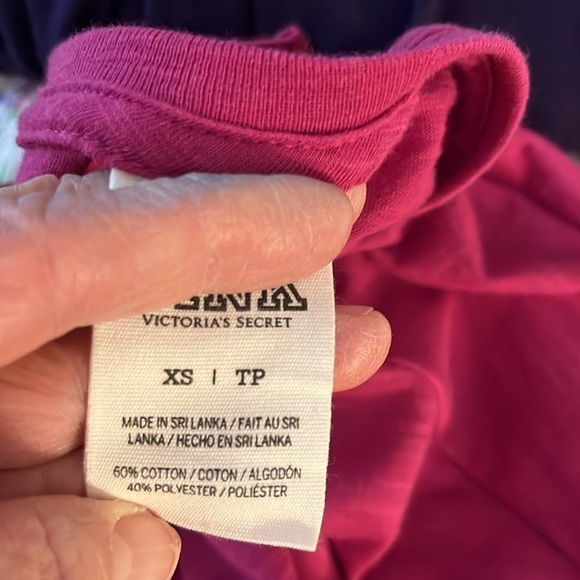 PINK
VICTORIA'S SECRET
XS | TP
MADE IN SRI LANKA / FAIT AU SRI
LANKA / HECHO EN SRI LANKA
60% COTTON / COTON / ALGODÓN
40% POLYESTER / POLIÉSTER